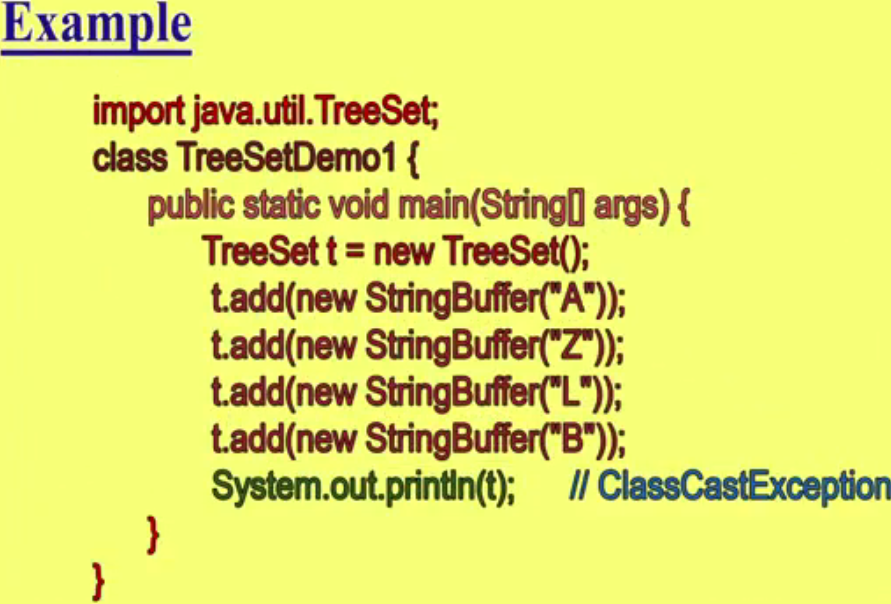 Example
import java.util.TreeSet;
class TreeSetDemo1 {
public static void main(String[] args) {
TreeSet t = new TreeSet();
t.add(new StringBuffer("A"));
t.add(new StringBuffer("Z"));
t.add(new StringBuffer("L"));
t.add(new StringBuffer("B"));
System.out.println(t); // ClassCastException
}
}